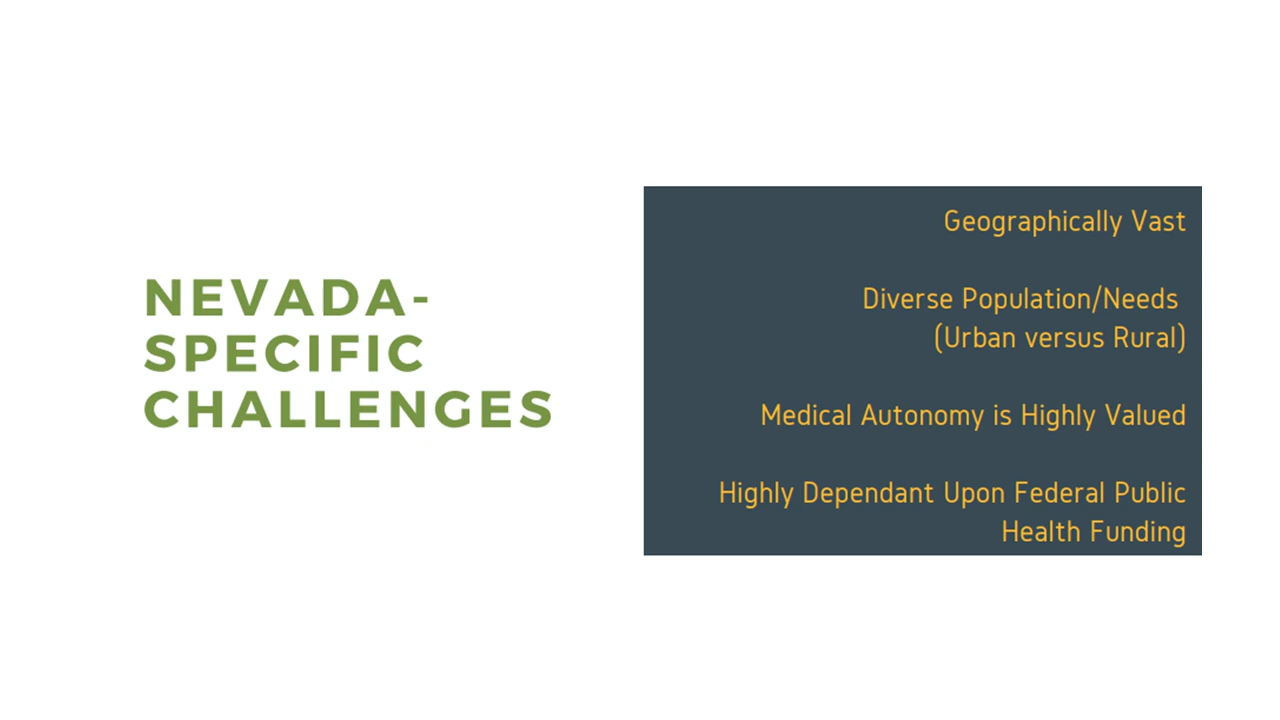 NEVADA-
SPECIFIC
CHALLENGES
Geographically Vast
Diverse Population/Needs
(Urban versus Rural)
Medical Autonomy is Highly Valued
Highly Dependant Upon Federal Public
Health Funding